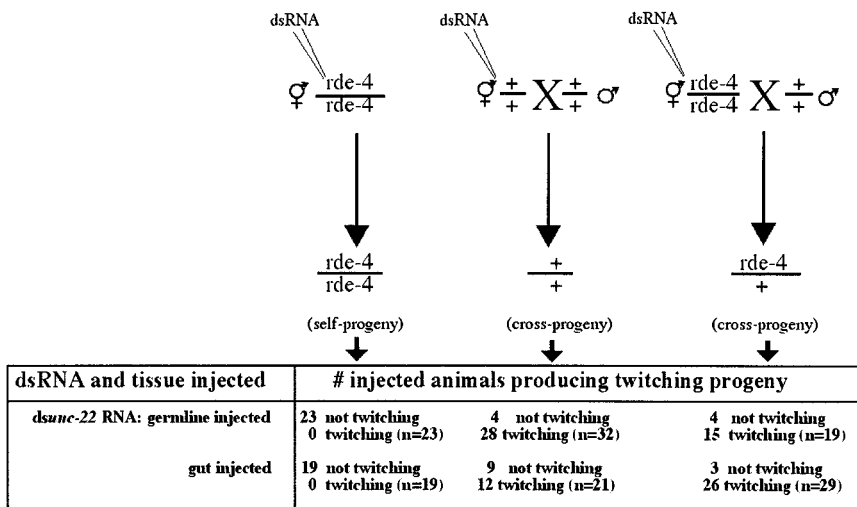 dsRNA dsRNA dsRNA
⚥ rde-4/rde-4 ⚥ +/+ X +/+ ♂ ⚥ rde-4/rde-4 X +/+ ♂
rde-4/rde-4 +/+ rde-4/+
(self-progeny) (cross-progeny) (cross-progeny)
dsRNA and tissue injected # injected animals producing twitching progeny
dsunc-22 RNA: germline injected 23 not twitching 4 not twitching 4 not twitching
0 twitching (n=23) 28 twitching (n=32) 15 twitching (n=19)
gut injected 19 not twitching 9 not twitching 3 not twitching
0 twitching (n=19) 12 twitching (n=21) 26 twitching (n=29)